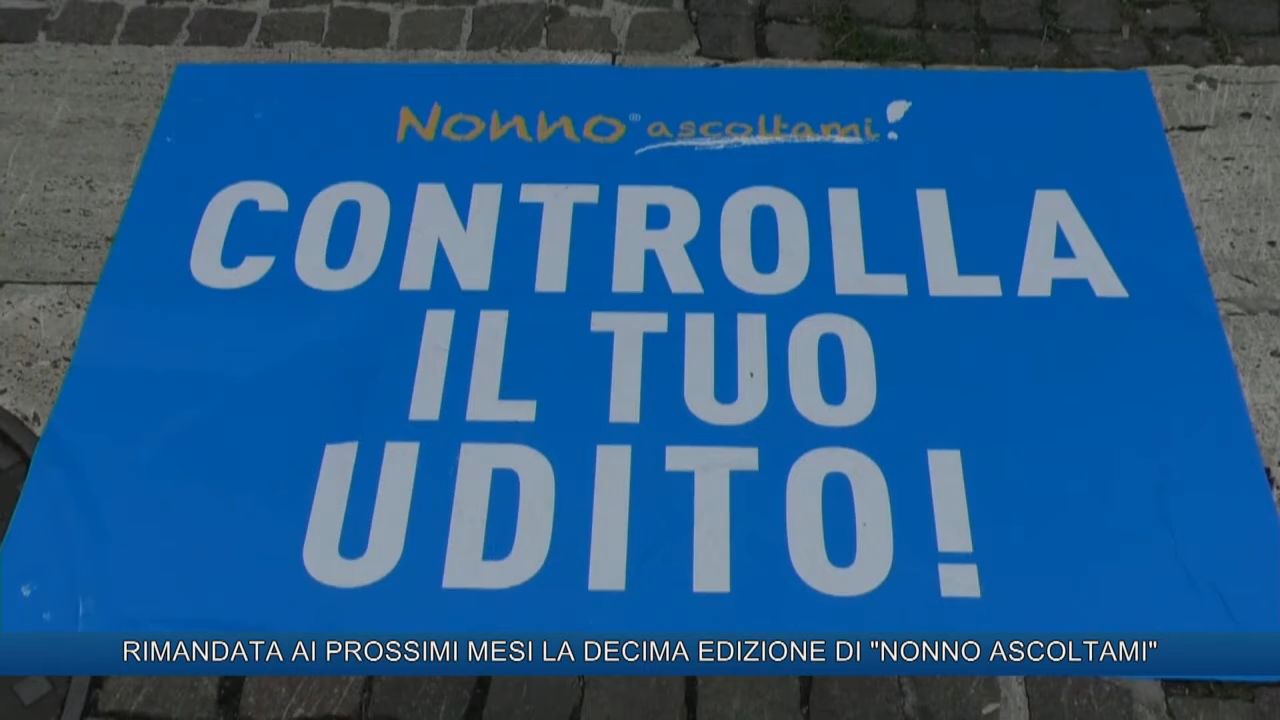 Nonno® ascoltami!
CONTROLLA
IL TUO
UDITO!
RIMANDATA AI PROSSIMI MESI LA DECIMA EDIZIONE DI "NONNO ASCOLTAMI"